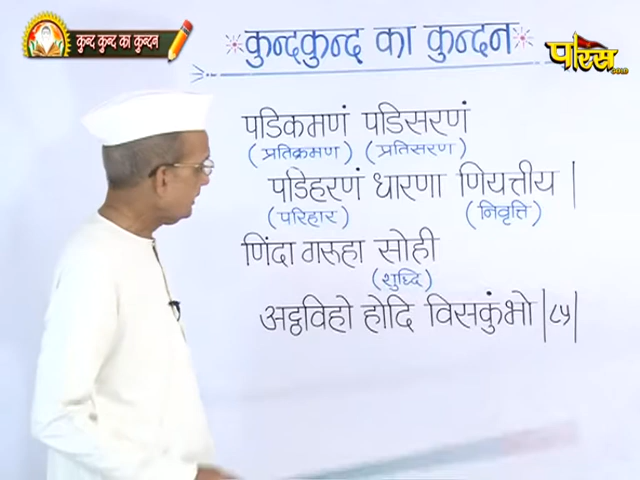 कुन्द कुन्द का कुन्दन
कुन्दकुन्द का कुन्दन
पारस
पडिकमणं पडिसरणं
(प्रतिक्रमण) (प्रतिसरण)
पडिहरणं धारणा णियत्तीय |
(परिहार) (निवृत्ति)
णिंदा गरुहा सोही
(शुद्धि)
अट्ठविहो होदि विसकुंभो |८५|